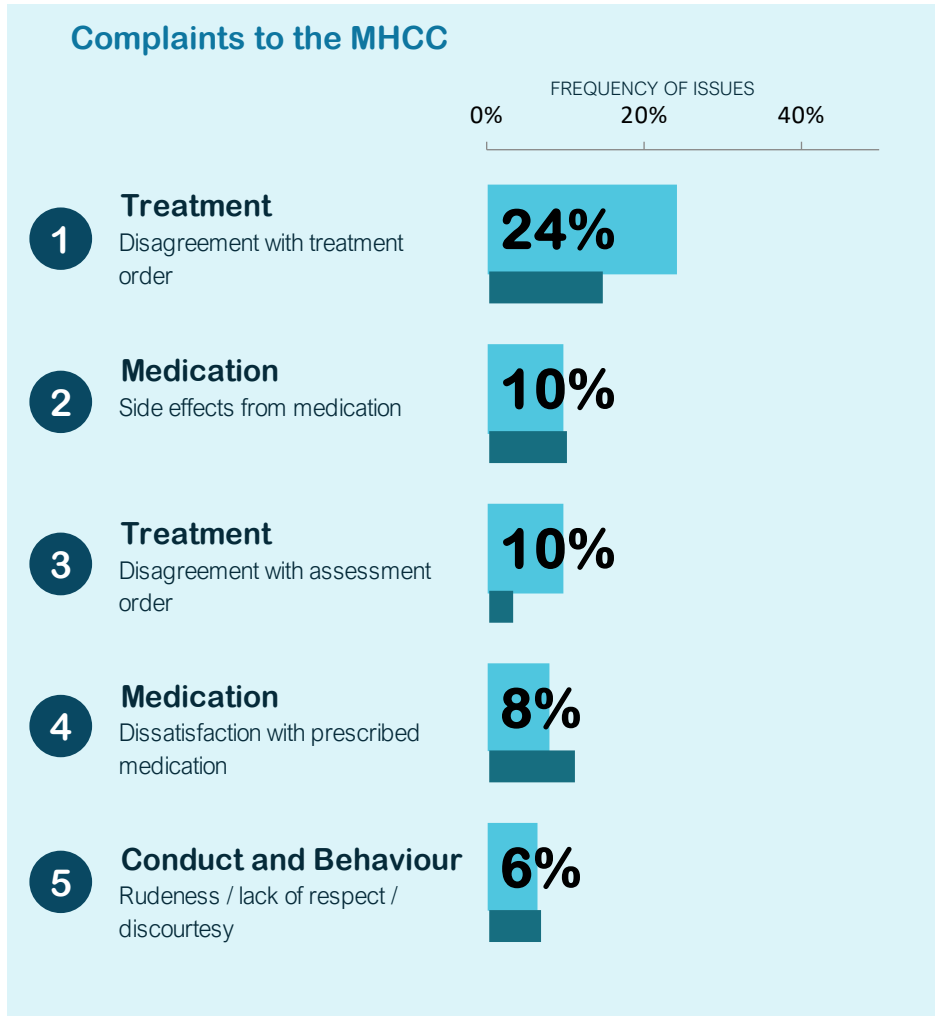 Complaints to the MHCC
FREQUENCY OF ISSUES
0% 20% 40%
1
Treatment
Disagreement with treatment
order
24%
2
Medication
Side effects from medication
10%
3
Treatment
Disagreement with assessment
order
10%
4
Medication
Dissatisfaction with prescribed
medication
8%
5
Conduct and Behaviour
Rudeness / lack of respect /
discourtesy
6%